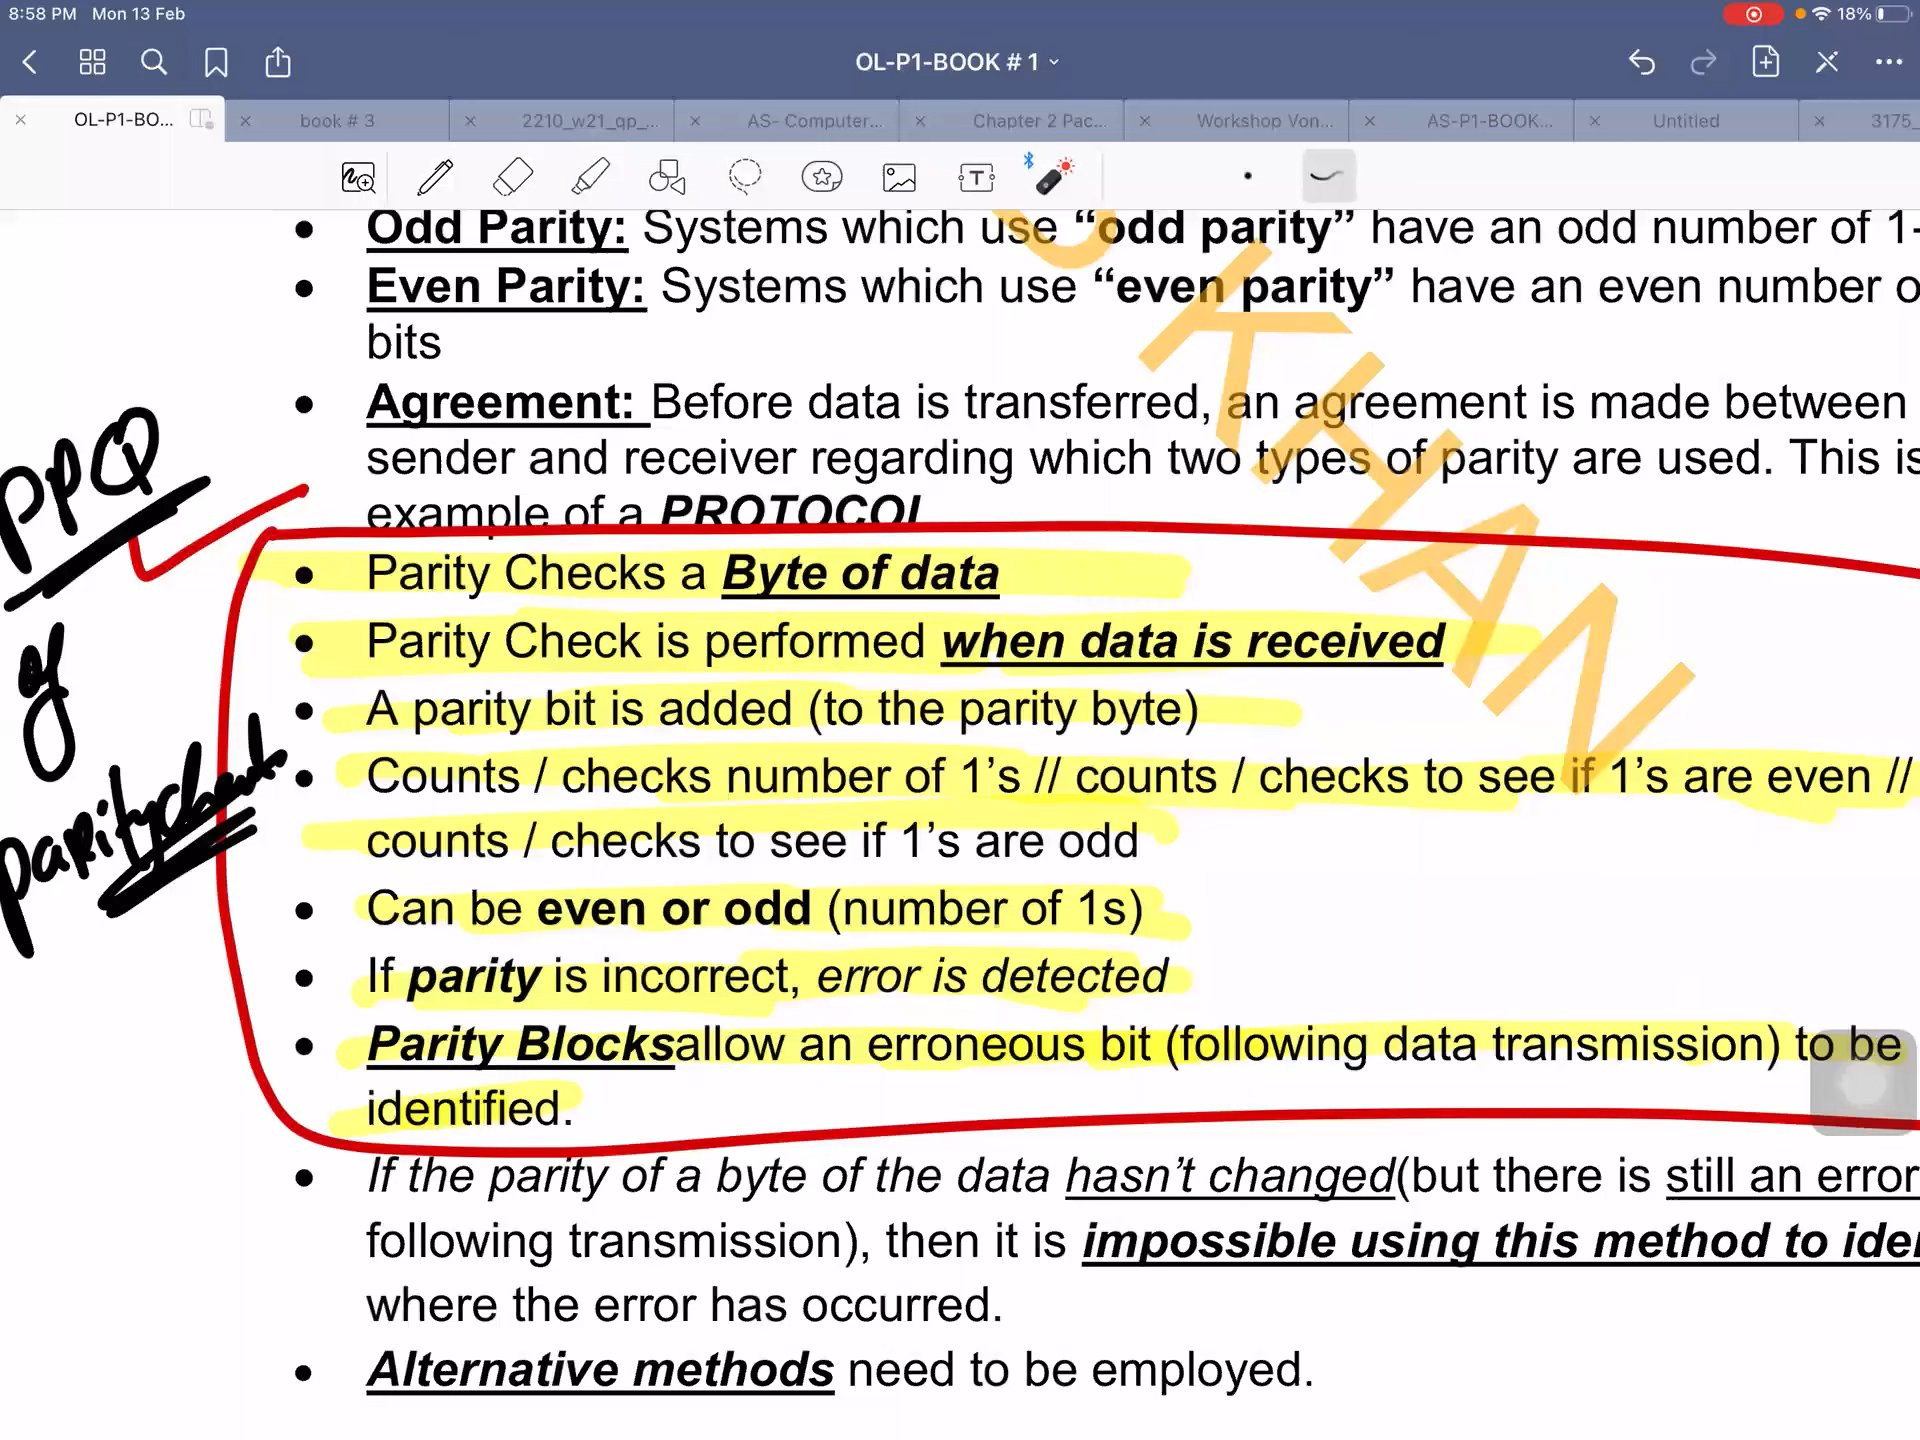 8:58 PM Mon 13 Feb
18%
OL-P1-BOOK # 1
OL-P1-BO...
book # 3
2210_w21_qp_...
AS- Computer...
Chapter 2 Pac...
Workshop Von...
AS-P1-BOOK...
Untitled
3175_
T
• Odd Parity: Systems which use “odd parity” have an odd number of 1-
• Even Parity: Systems which use “even parity” have an even number o
bits
• Agreement: Before data is transferred, an agreement is made between
sender and receiver regarding which two types of parity are used. This is
example of a PROTOCOL
• Parity Checks a Byte of data
• Parity Check is performed when data is received
• A parity bit is added (to the parity byte)
• Counts / checks number of 1’s // counts / checks to see if 1’s are even //
counts / checks to see if 1’s are odd
• Can be even or odd (number of 1s)
• If parity is incorrect, error is detected
• Parity Blocksallow an erroneous bit (following data transmission) to be
identified.
• If the parity of a byte of the data hasn’t changed(but there is still an error
following transmission), then it is impossible using this method to ide
where the error has occurred.
• Alternative methods need to be employed.
PPQ
of
parity
KHAN